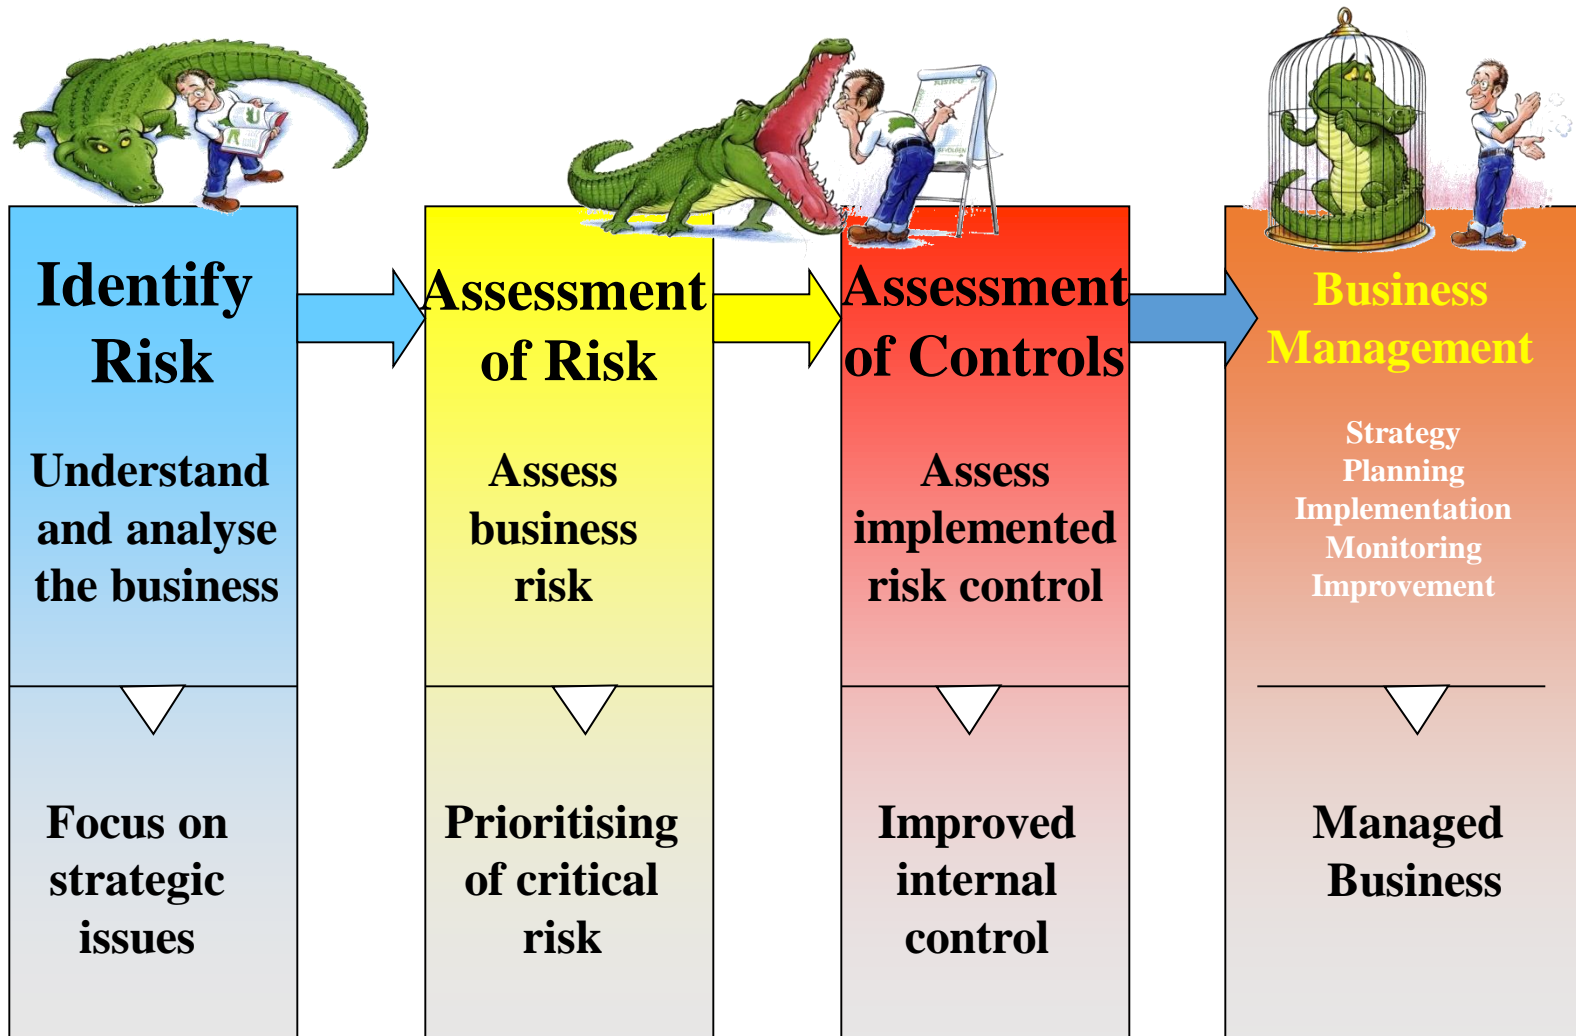 Identify
Risk
Understand
and analyse
the business
Focus on
strategic
issues
Assessment
of Risk
Assess
business
risk
Prioritising
of critical
risk
Assessment
of Controls
Assess
implemented
risk control
Improved
internal
control
Business
Management
Strategy
Planning
Implementation
Monitoring
Improvement
Managed
Business